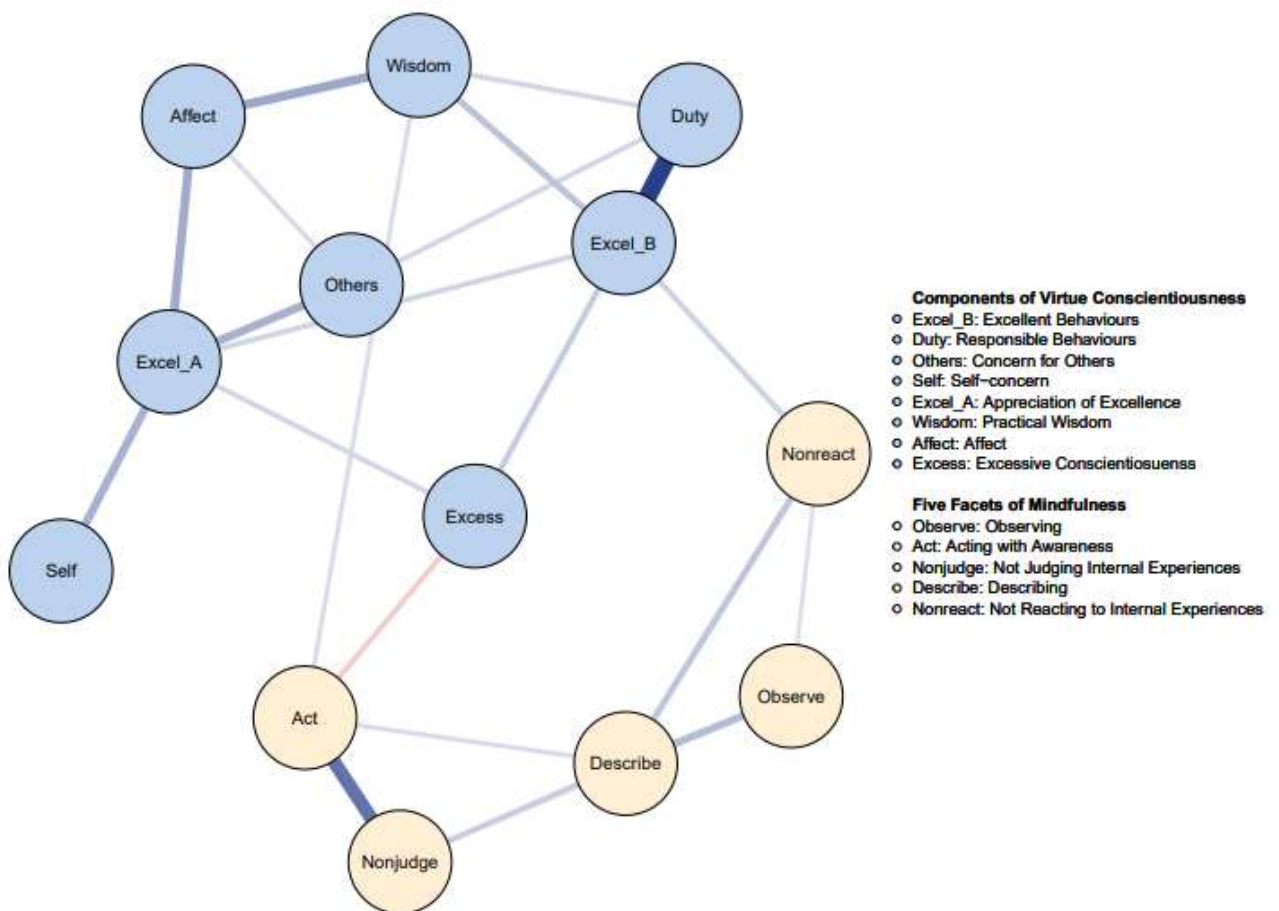 Wisdom
Affect
Duty
Excel_B
Others
Excel_A
Components of Virtue Conscientiousness
Excel_B: Excellent Behaviours
Duty: Responsible Behaviours
Others: Concern for Others
Self: Self-concern
Excel_A: Appreciation of Excellence
Wisdom: Practical Wisdom
Affect: Affect
Excess: Excessive Conscientiosuenss
Nonreact
Excess
Self
Five Facets of Mindfulness
Observe: Observing
Act: Acting with Awareness
Nonjudge: Not Judging Internal Experiences
Describe: Describing
Nonreact: Not Reacting to Internal Experiences
Observe
Act
Describe
Nonjudge